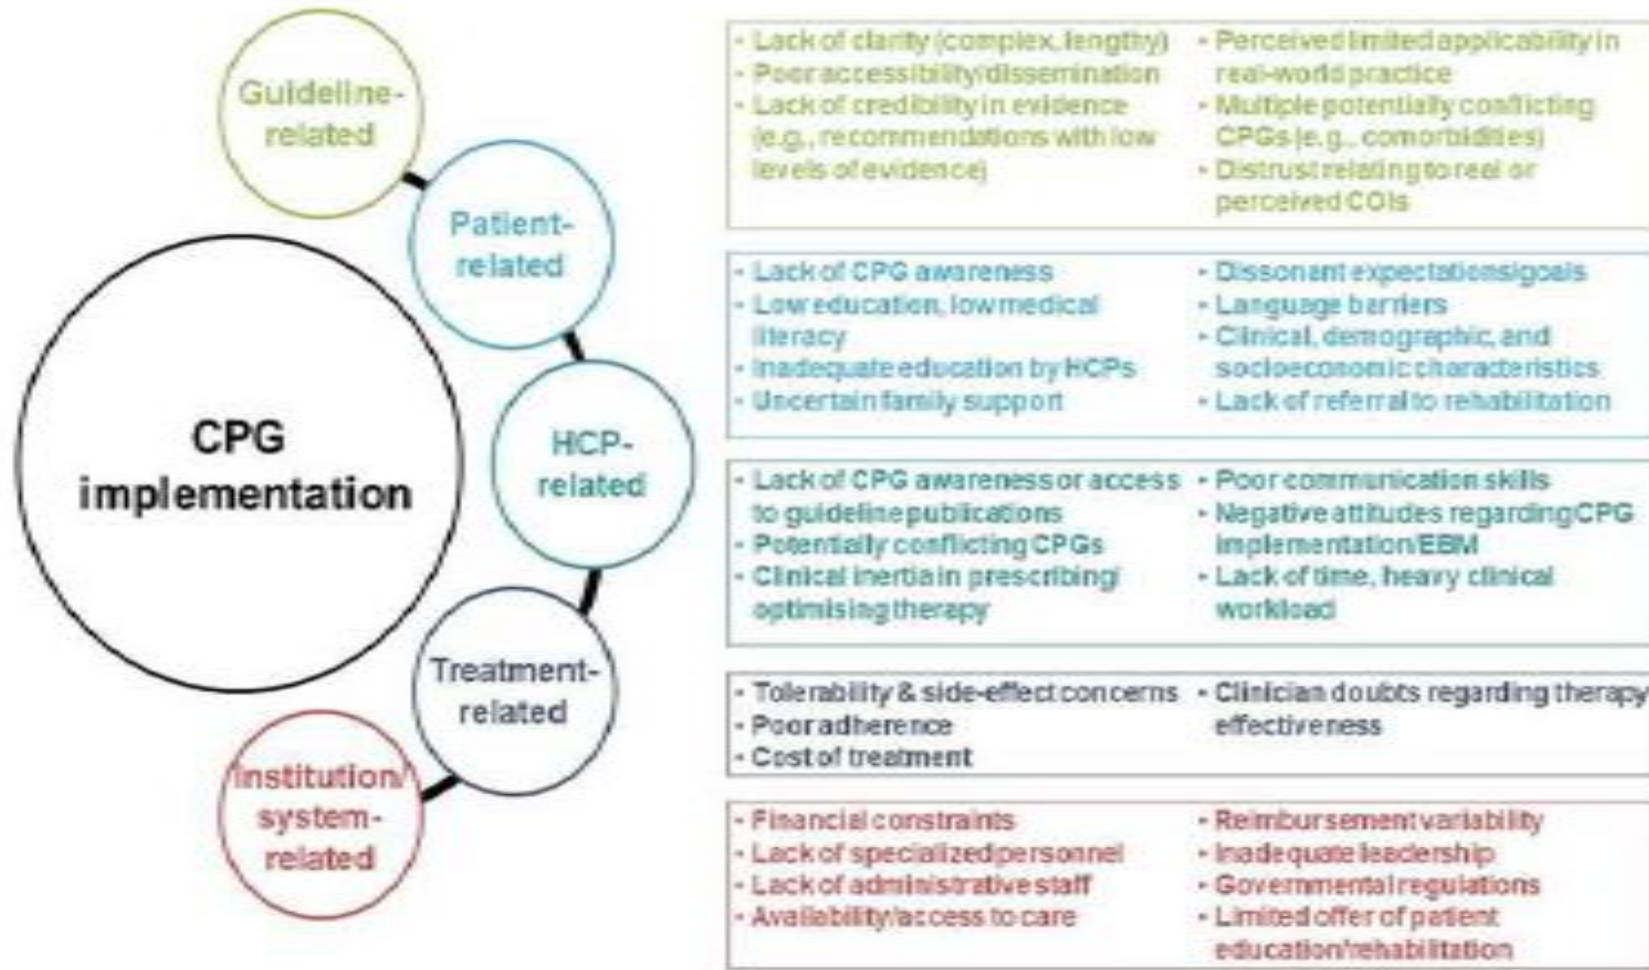 Guideline-
related
Patient-
related
HCP-
related
Treatment-
related
Institution/
system-
related
CPG
implementation
- Lack of clarity (complex, lengthy)
- Poor accessibility/dissemination
- Lack of credibility in evidence
(e.g., recommendations with low
levels of evidence)
- Perceived limited applicability in
real-world practice
- Multiple potentially conflicting
CPGs (e.g., comorbidities)
- Distrust relating to real or
perceived COIs
- Lack of CPG awareness
- Low education, low medical
literacy
- Inadequate education by HCPs
- Uncertain family support
- Dissonant expectations/goals
- Language barriers
- Clinical, demographic, and
socioeconomic characteristics
- Lack of referral to rehabilitation
- Lack of CPG awareness or access
to guideline publications
- Potentially conflicting CPGs
- Clinical inertia in prescribing/
optimising therapy
- Poor communication skills
- Negative attitudes regarding CPG
implementation/EBM
- Lack of time, heavy clinical
workload
- Tolerability & side-effect concerns
- Poor adherence
- Cost of treatment
- Clinician doubts regarding therapy
effectiveness
- Financial constraints
- Lack of specialized personnel
- Lack of administrative staff
- Availability/access to care
- Reimbursement variability
- Inadequate leadership
- Governmental regulations
- Limited offer of patient
education/rehabilitation